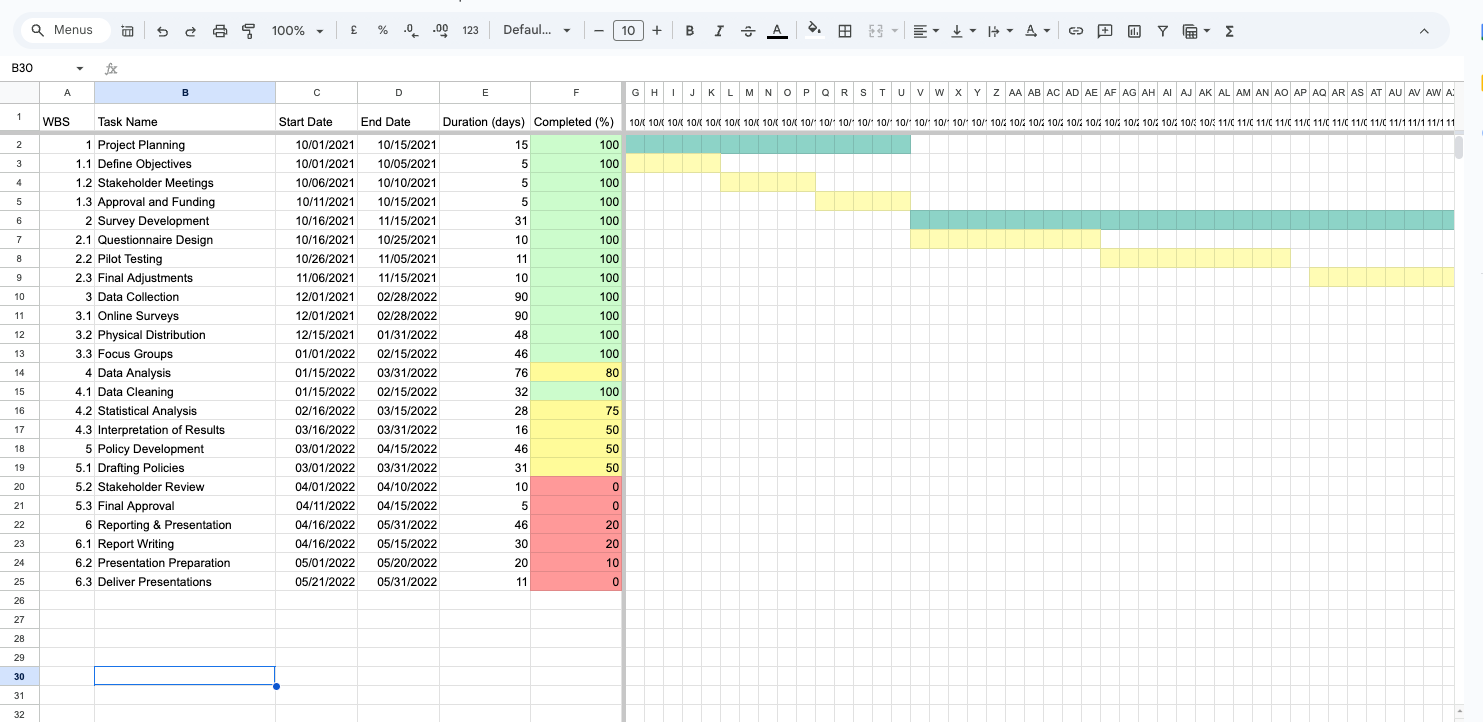 Menus 100% £ % .0 .00 123 Defaul... 10 B I A Σ
B30 fx
A B C D E F G H I J K L M N O P Q R S T U V W X Y Z AA AB AC AD AE AF AG AH AI AJ AK AL AM AN AO AP AQ AR AS AT AU AV AW
1 WBS Task Name Start Date End Date Duration (days) Completed (%)
2 1 Project Planning 10/01/2021 10/15/2021 15 100
3 1.1 Define Objectives 10/01/2021 10/05/2021 5 100
4 1.2 Stakeholder Meetings 10/06/2021 10/10/2021 5 100
5 1.3 Approval and Funding 10/11/2021 10/15/2021 5 100
6 2 Survey Development 10/16/2021 11/15/2021 31 100
7 2.1 Questionnaire Design 10/16/2021 10/25/2021 10 100
8 2.2 Pilot Testing 10/26/2021 11/05/2021 11 100
9 2.3 Final Adjustments 11/06/2021 11/15/2021 10 100
10 3 Data Collection 12/01/2021 02/28/2022 90 100
11 3.1 Online Surveys 12/01/2021 02/28/2022 90 100
12 3.2 Physical Distribution 12/15/2021 01/31/2022 48 100
13 3.3 Focus Groups 01/01/2022 02/15/2022 46 100
14 4 Data Analysis 01/15/2022 03/31/2022 76 80
15 4.1 Data Cleaning 01/15/2022 02/15/2022 32 100
16 4.2 Statistical Analysis 02/16/2022 03/15/2022 28 75
17 4.3 Interpretation of Results 03/16/2022 03/31/2022 16 50
18 5 Policy Development 03/01/2022 04/15/2022 46 50
19 5.1 Drafting Policies 03/01/2022 03/31/2022 31 50
20 5.2 Stakeholder Review 04/01/2022 04/10/2022 10 0
21 5.3 Final Approval 04/11/2022 04/15/2022 5 0
22 6 Reporting & Presentation 04/16/2022 05/31/2022 46 20
23 6.1 Report Writing 04/16/2022 05/15/2022 30 20
24 6.2 Presentation Preparation 05/01/2022 05/20/2022 20 10
25 6.3 Deliver Presentations 05/21/2022 05/31/2022 11 0
26
27
28
29
30
31
32